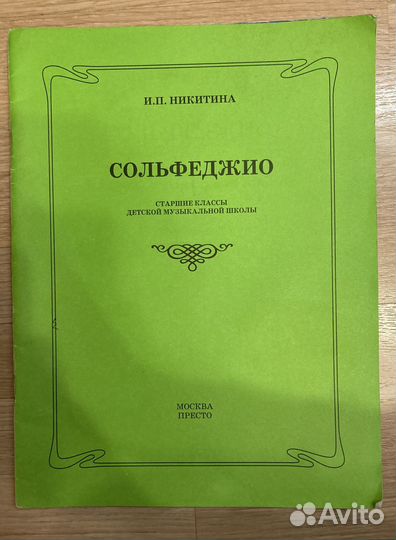 И.П. НИКИТИНА
СОЛЬФЕДЖИО
СТАРШИЕ КЛАССЫ
ДЕТСКОЙ МУЗЫКАЛЬНОЙ ШКОЛЫ
МОСКВА
ПРЕСТО
Avito